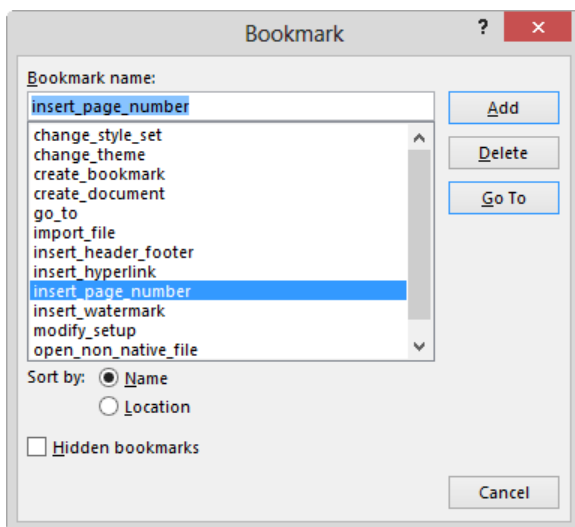 Bookmark
?
Bookmark name:
insert_page_number
Add
change_style_set
change_theme
create_bookmark
create_document
go_to
import_file
insert_header_footer
insert_hyperlink
insert_page_number
insert_watermark
modify_setup
open_non_native_file
Delete
Go To
Sort by: Name
Location
Hidden bookmarks
Cancel